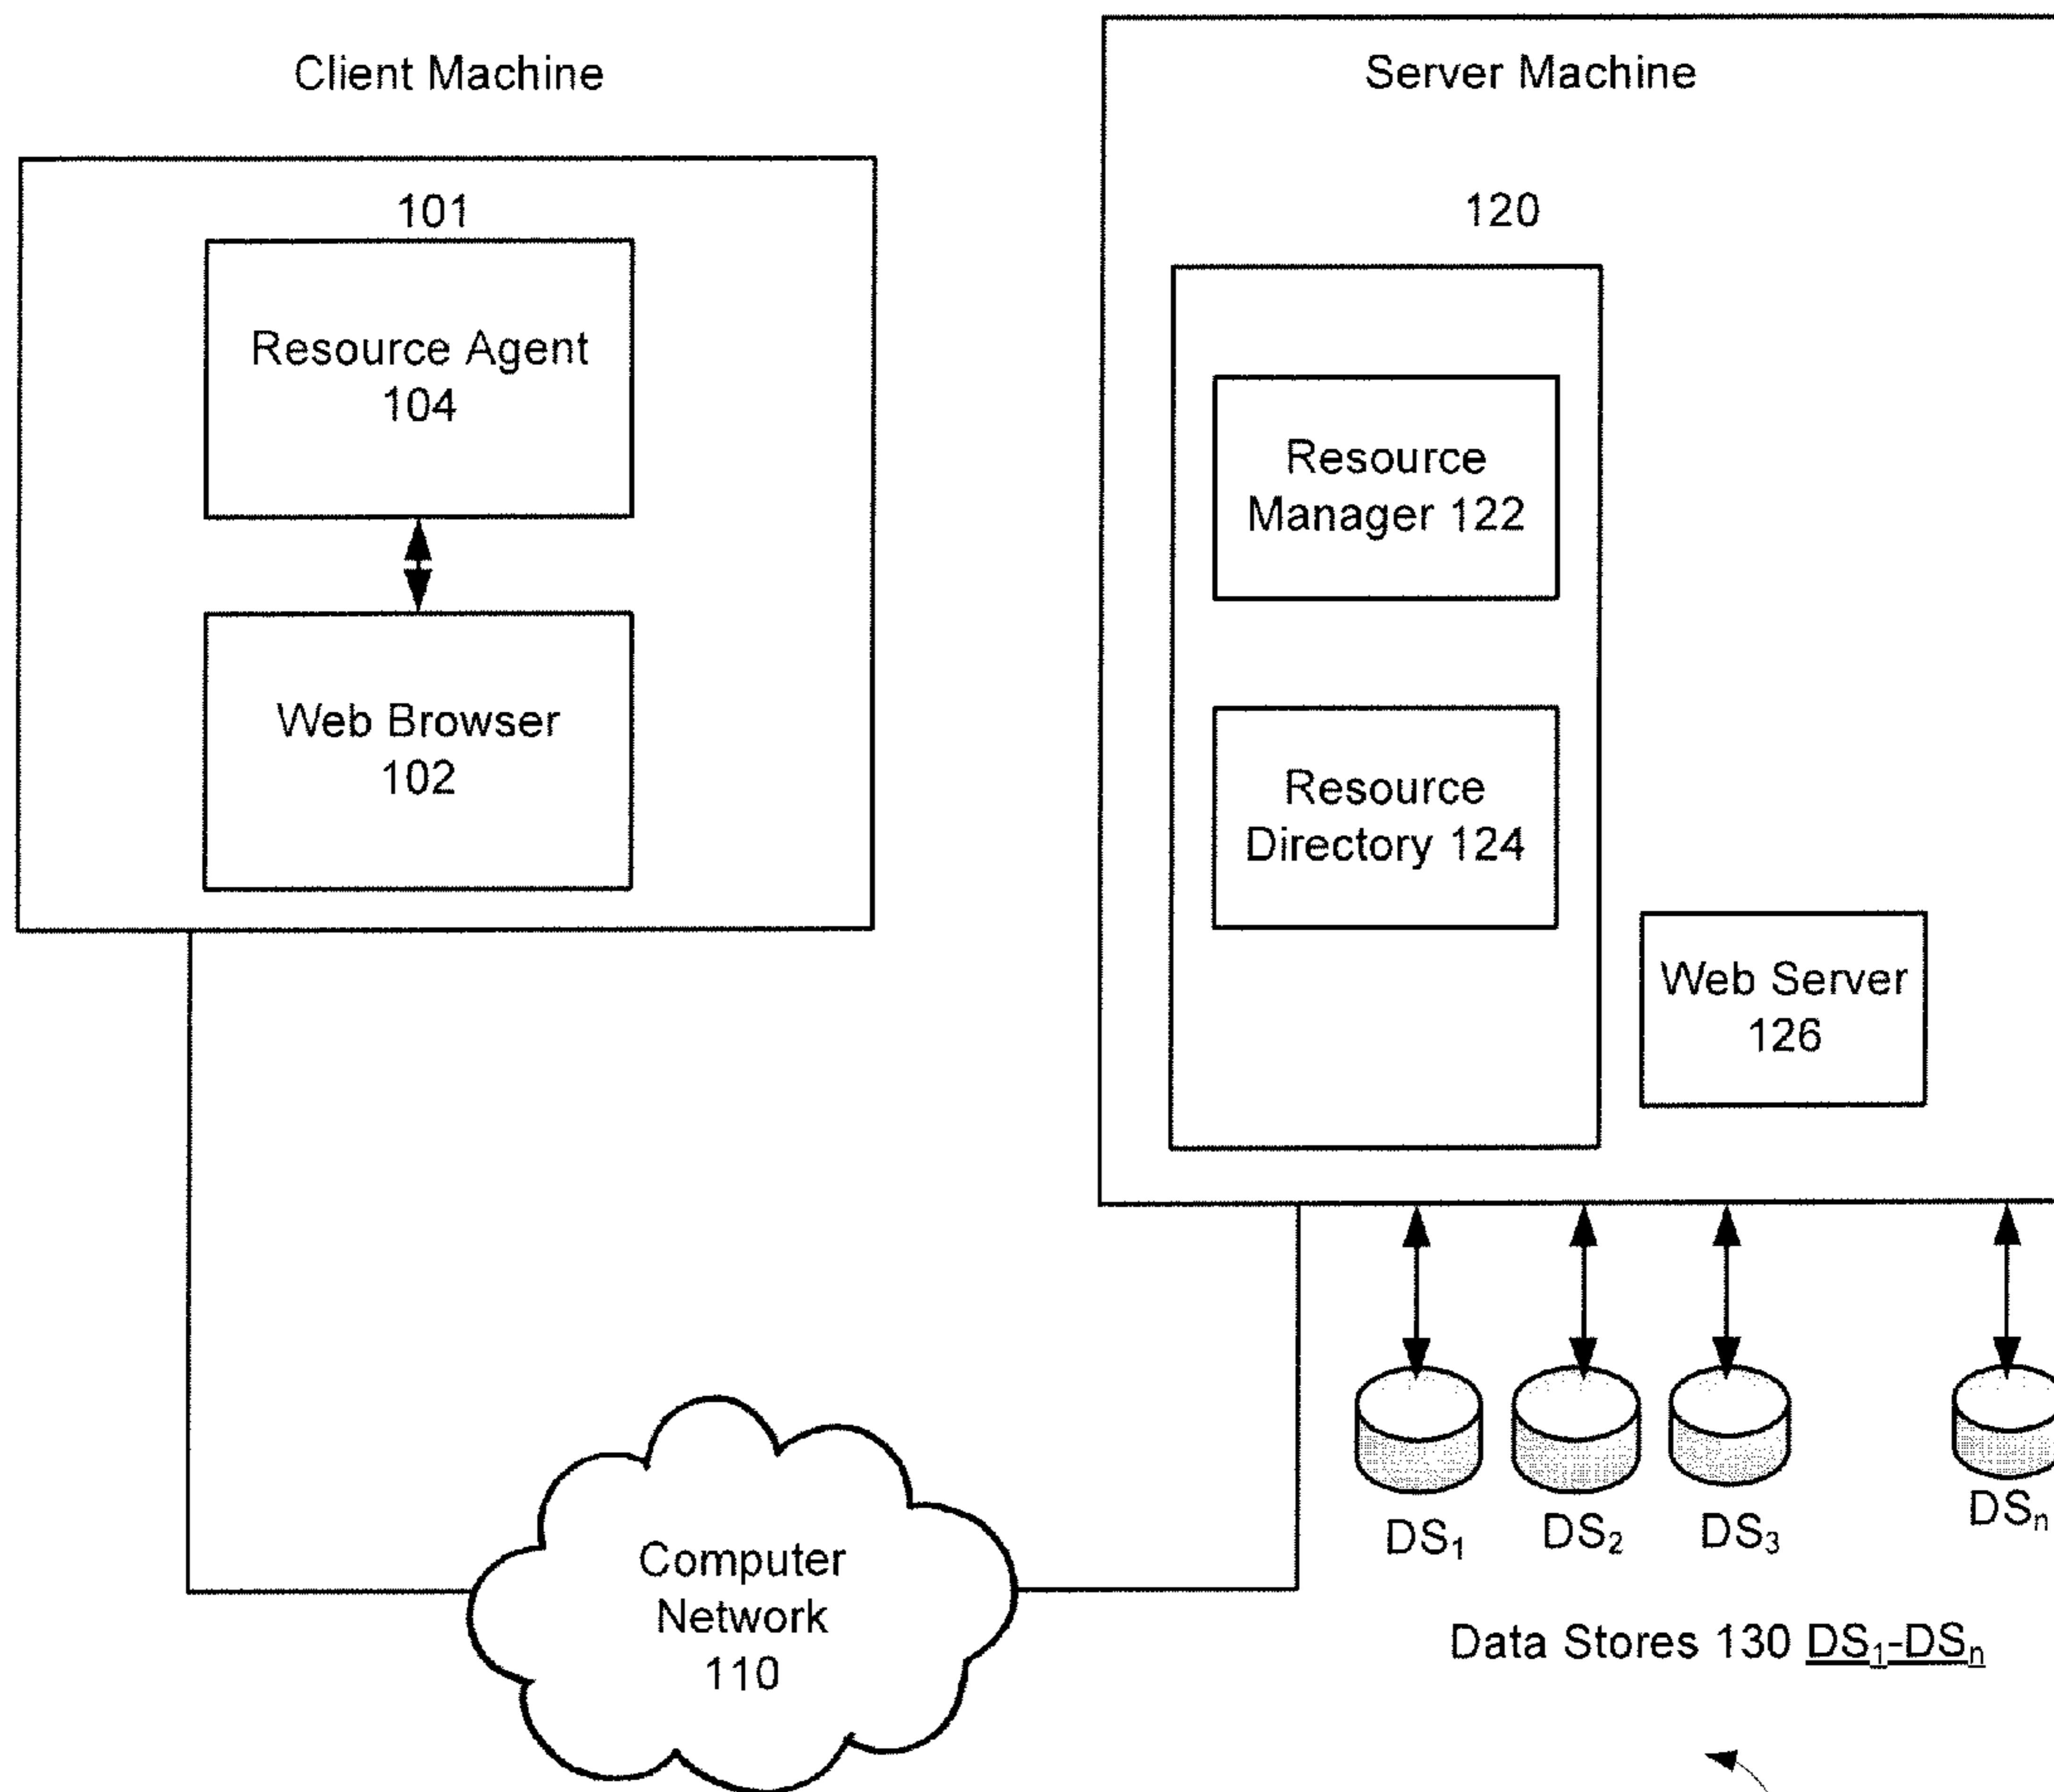 Client Machine
101
Resource Agent
104
Web Browser
102
Server Machine
120
Resource
Manager 122
Resource
Directory 124
Web Server
126
DS₁
DS₂
DS₃
DSₙ
Data Stores 130 DS₁-DSₙ
Computer
Network
110